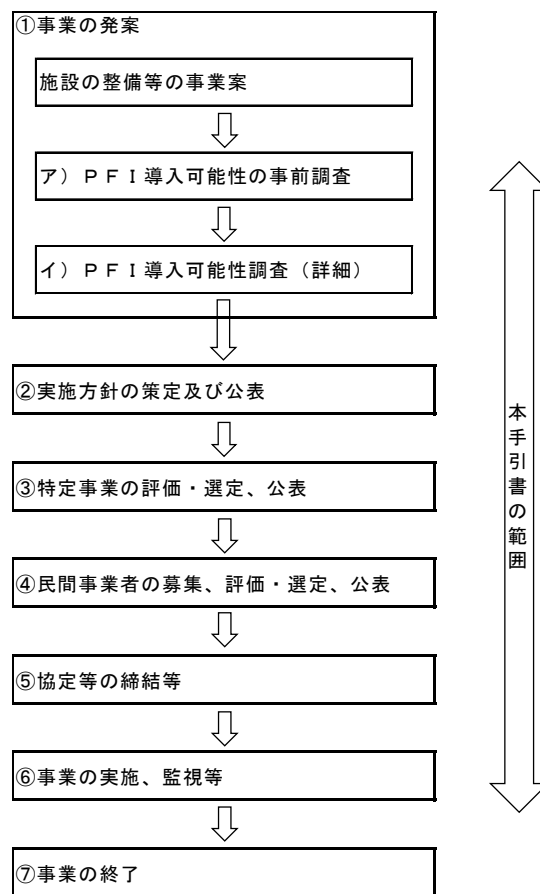 ①事業の発案
施設の整備等の事業案
ア）ＰＦＩ導入可能性の事前調査
イ）ＰＦＩ導入可能性調査（詳細）
②実施方針の策定及び公表
③特定事業の評価・選定、公表
④民間事業者の募集、評価・選定、公表
⑤協定等の締結等
⑥事業の実施、監視等
⑦事業の終了
本手引書の範囲